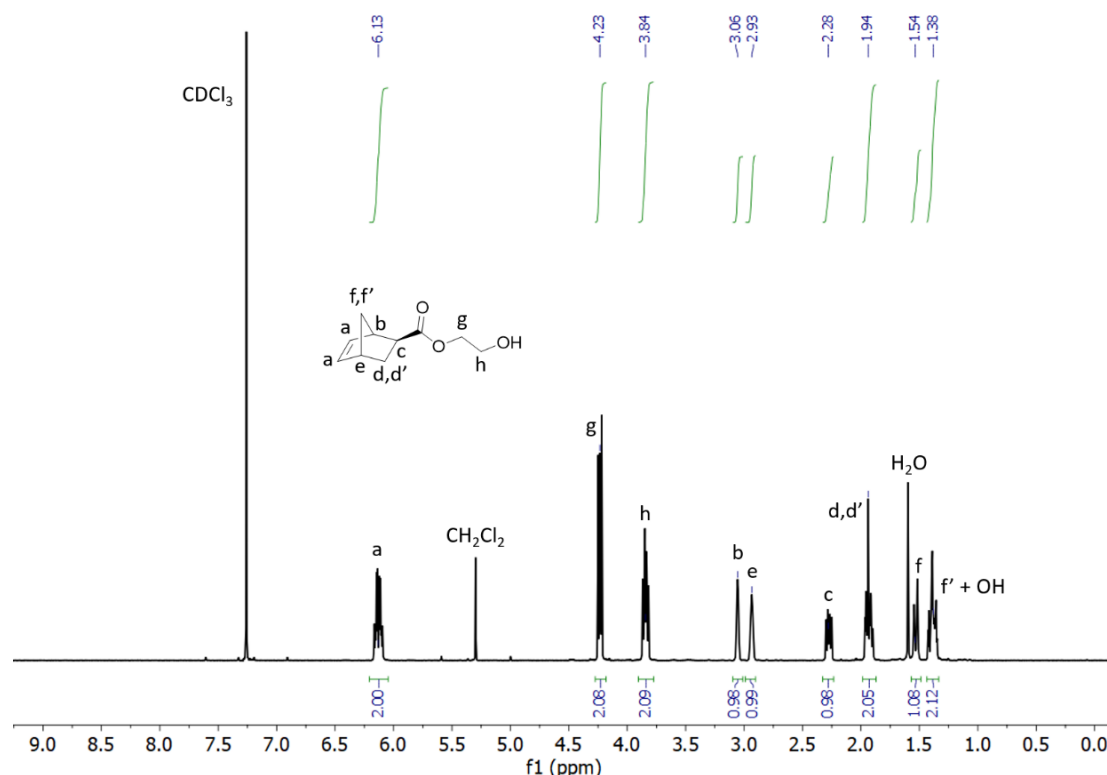 6.13 4.23 3.84 3.06 2.93 2.28 1.94 1.54 1.38
CDCl₃
f,f’
a
b
c
a
e
d,d’
O
O
g
h
OH
a
CH₂Cl₂
g
h
b
e
c
d,d’
H₂O
f
f’ + OH
2.00 2.08 2.09 0.98 0.99 0.98 2.05 1.08 2.12
9.0 8.5 8.0 7.5 7.0 6.5 6.0 5.5 5.0 4.5 4.0 3.5 3.0 2.5 2.0 1.5 1.0 0.5 0.0
f1 (ppm)